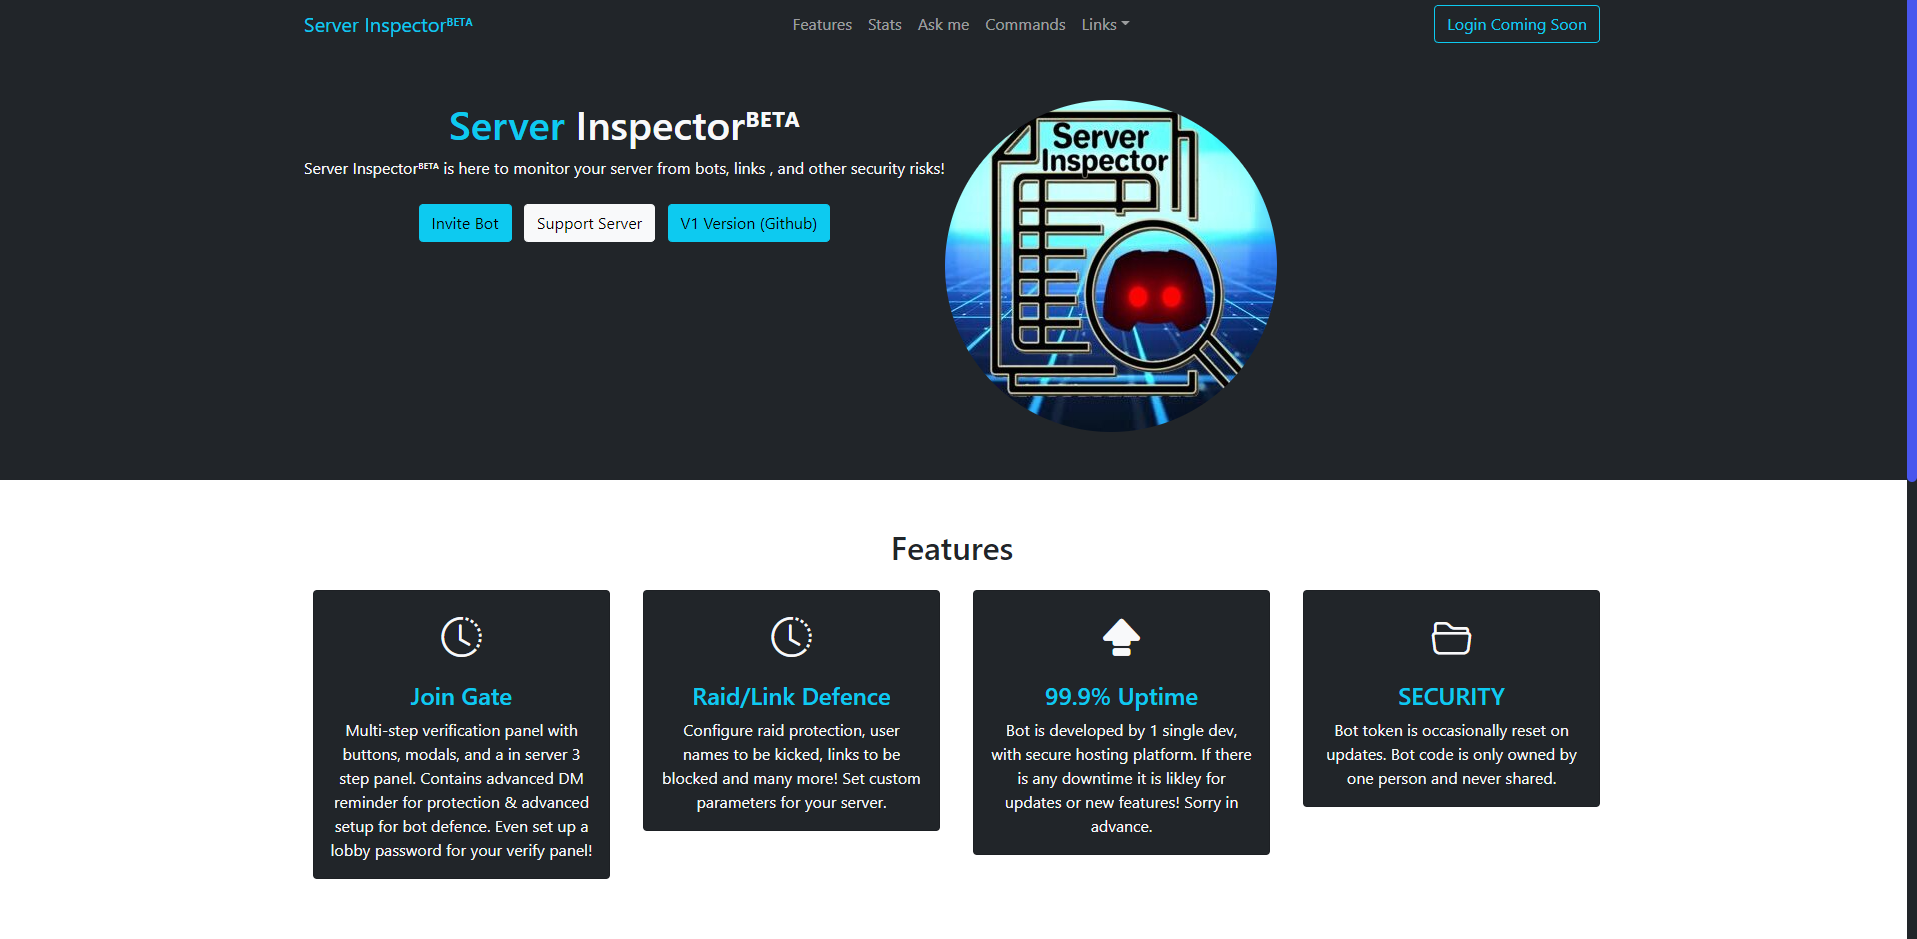 Server Inspectorᴮᴱᵀᴬ
Features Stats Ask me Commands Links
Login Coming Soon
Server Inspectorᴮᴱᵀᴬ
Server Inspectorᴮᴱᵀᴬ is here to monitor your server from bots, links , and other security risks!
Invite Bot Support Server V1 Version (Github)
Server
Inspector
Features
Join Gate
Multi-step verification panel with
buttons, modals, and a in server 3
step panel. Contains advanced DM
reminder for protection & advanced
setup for bot defence. Even set up a
lobby password for your verify panel!
Raid/Link Defence
Configure raid protection, user
names to be kicked, links to be
blocked and many more! Set custom
parameters for your server.
99.9% Uptime
Bot is developed by 1 single dev,
with secure hosting platform. If there
is any downtime it is likley for
updates or new features! Sorry in
advance.
SECURITY
Bot token is occasionally reset on
updates. Bot code is only owned by
one person and never shared.